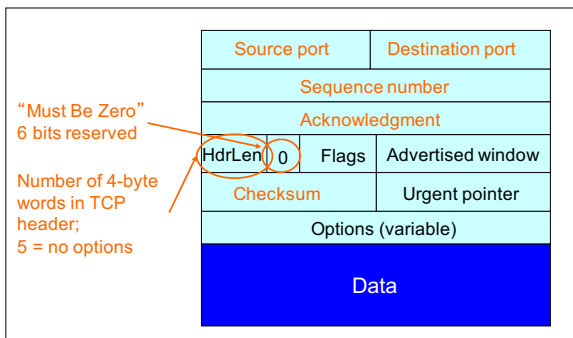 Source port Destination port
Sequence number
Acknowledgment
“Must Be Zero”
6 bits reserved
HdrLen 0 Flags Advertised window
Number of 4-byte
words in TCP
header;
5 = no options
Checksum Urgent pointer
Options (variable)
Data